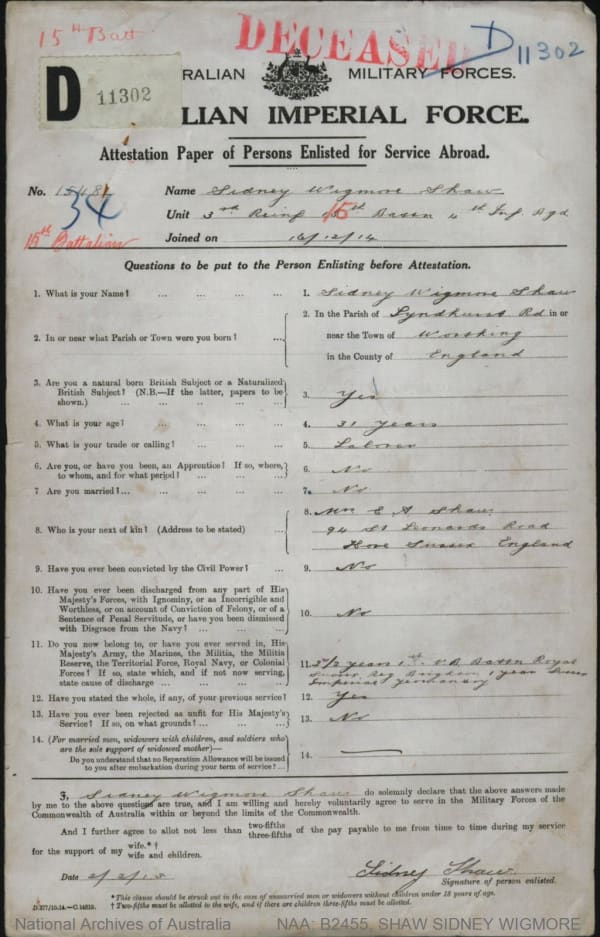 15th Batt
DECEASED
D 11302
D 11302
RALIAN MILITARY FORCES.
LIAN IMPERIAL FORCE.
Attestation Paper of Persons Enlisted for Service Abroad.
No. Name Sidney Wigmore Shaw
34 Unit 3rd Reinf 15th Battn 4th Inf. Bgd
15th Battalion Joined on 16/12/14
Questions to be put to the Person Enlisting before Attestation.
1. What is your Name? ... ... ... ... 1. Sidney Wigmore Shaw
2. In or near what Parish or Town were you born? ... 2. In the Parish of Lyndhurst Rd in or
near the Town of Worthing
in the County of England
3. Are you a natural born British Subject or a Naturalized
British Subject? (N.B.—If the latter, papers to be
shown.) ... ... ... ... 3. Yes
4. What is your age? ... ... ... ... 4. 31 years
5. What is your trade or calling? ... ... ... 5. Laborer
6. Are you, or have you been, an Apprentice? If so, where,
to whom, and for what period? ... ... ... 6. No
7 Are you married?... ... ... ... ... 7. No
8. Who is your next of kin? (Address to be stated) ... 8. E A Shaw
94 St Leonards Road
Hove Sussex England
9. Have you ever been convicted by the Civil Power? ... 9. No
10. Have you ever been discharged from any part of His
Majesty's Forces, with Ignominy, or as Incorrigible and
Worthless, or on account of Conviction of Felony, or of a
Sentence of Penal Servitude, or have you been dismissed
with Disgrace from the Navy? ... ... ... 10. No
11. Do you now belong to, or have you ever served in, His
Majesty's Army, the Marines, the Militia, the Militia
Reserve, the Territorial Force, Royal Navy, or Colonial
Forces? If so, state which, and if not now serving,
state cause of discharge ... ... ... 11. 3½ years 1st V.B. Battn Royal
Sussex Reg Brighton, 1 year
Imperial Yeomanry
12. Have you stated the whole, if any, of your previous service? 12. Yes
13. Have you ever been rejected as unfit for His Majesty's
Service? If so, on what grounds? ... ... ... 13. No
14. (For married men, widowers with children, and soldiers who
are the sole support of widowed mother)—
Do you understand that no Separation Allowance will be issued
to you after embarkation during your term of service? ... 14. —
I, Sidney Wigmore Shaw do solemnly declare that the above answers made
by me to the above questions are true, and I am willing and hereby voluntarily agree to serve in the Military Forces of the
Commonwealth of Australia within or beyond the limits of the Commonwealth.
And I further agree to allot not less than two-fifths
three-fifths of the pay payable to me from time to time during my service
for the support of my wife.*†
wife and children.
Date 2/2/15 Sidney Shaw.
Signature of person enlisted.
* This clause should be struck out in the case of unmarried men or widowers without children under 18 years of age.
† Two-fifths must be allotted to the wife, and if there are children three-fifths must be allotted.
National Archives of Australia NAA: B2455, SHAW SIDNEY WIGMORE